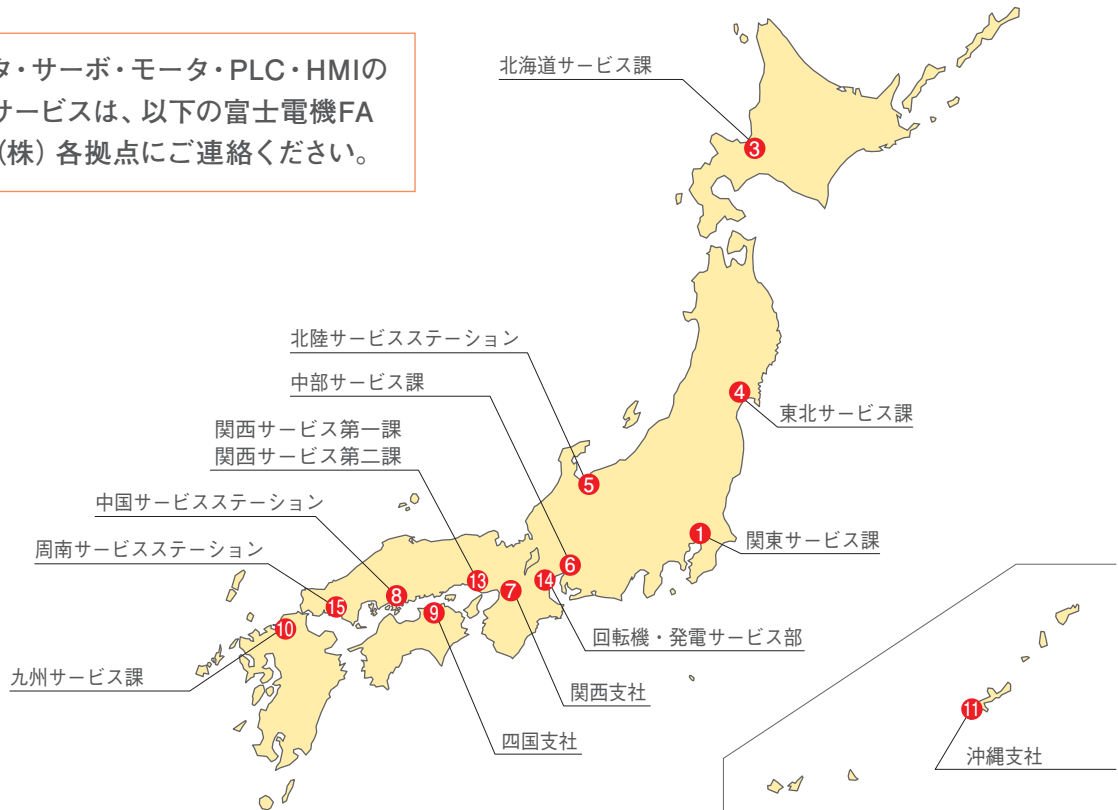 タ・サーボ・モータ・PLC・HMIの
サービスは、以下の富士電機FA
(株) 各拠点にご連絡ください。
北海道サービス課
3
北陸サービスステーション
中部サービス課
4
東北サービス課
関西サービス第一課
関西サービス第二課
5
中国サービスステーション
1
関東サービス課
周南サービスステーション
6
13
14
7
8
15
9
10
回転機・発電サービス部
九州サービス課
関西支社
11
四国支社
沖縄支社